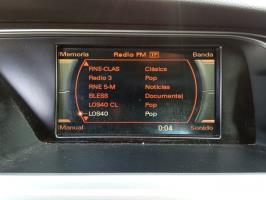 Memoria Radio FM TP Banda
RNE-CLAS Clásica
Radio 3 Pop
RNE 5-M Noticias
BLESS Documental
LOS40 CL Pop
LOS40 Pop
Manual 0:04 Sonido